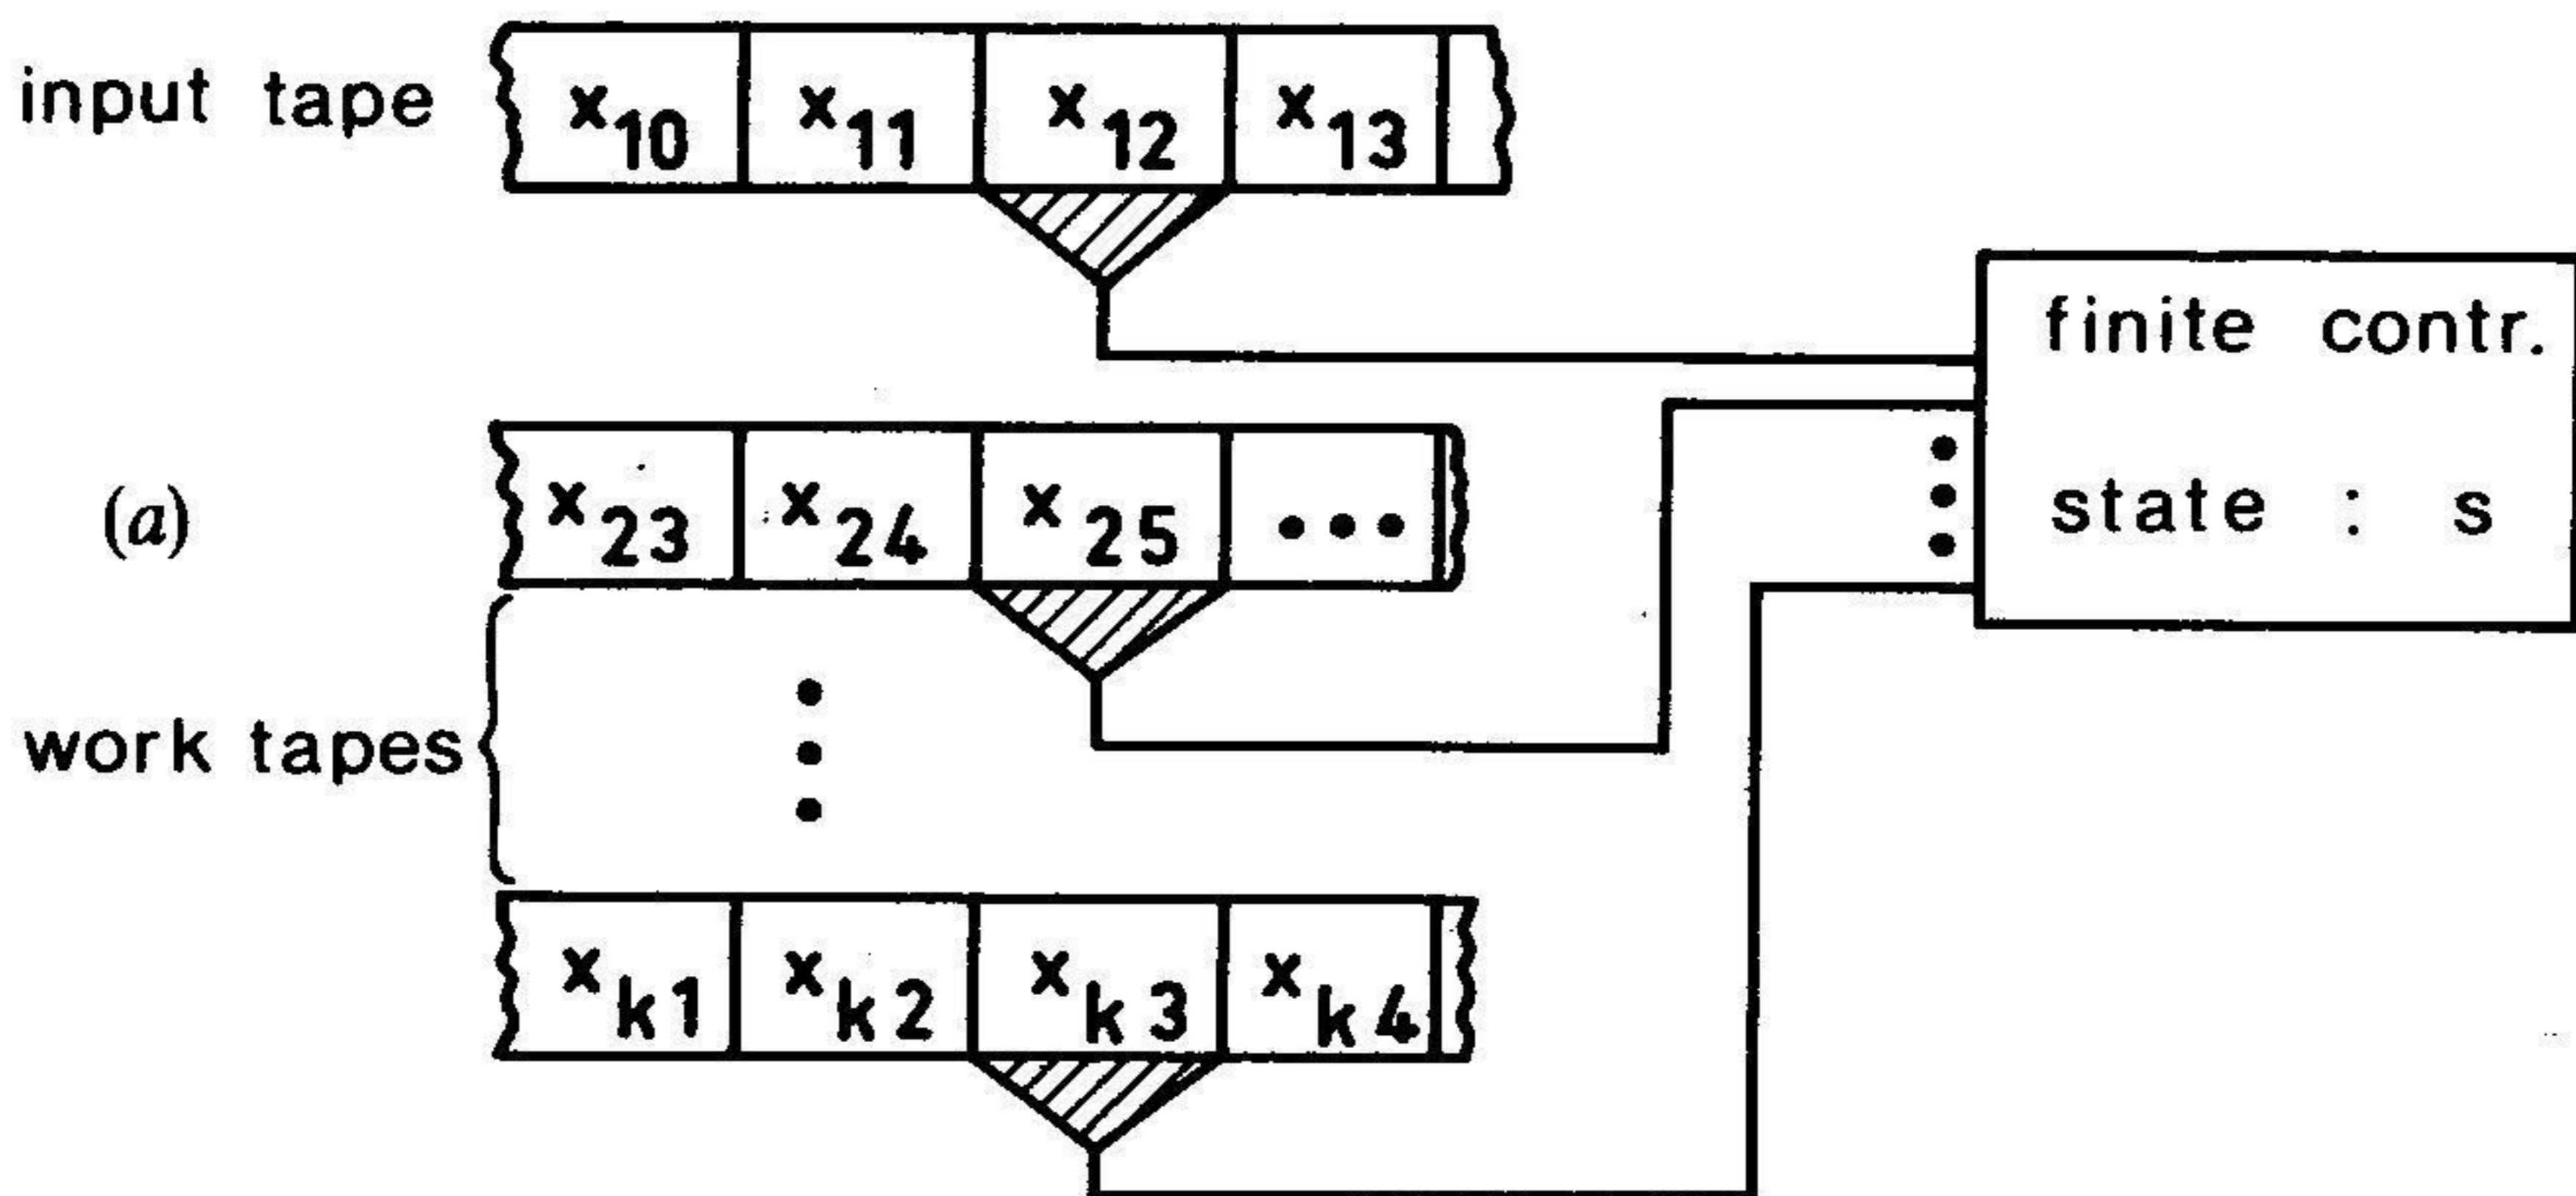 input tape
x₁₀ x₁₁ x₁₂ x₁₃
finite contr.
state : s
(a)
x₂₃ x₂₄ x₂₅ •••
work tapes
xₖ₁ xₖ₂ xₖ₃ xₖ₄